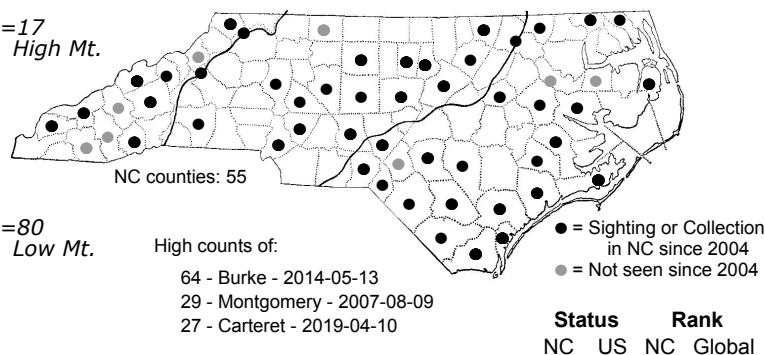 =17
High Mt.
NC counties: 55
=80
Low Mt.
High counts of:
64 - Burke - 2014-05-13
29 - Montgomery - 2007-08-09
27 - Carteret - 2019-04-10
● = Sighting or Collection
in NC since 2004
● = Not seen since 2004
Status Rank
NC US NC Global